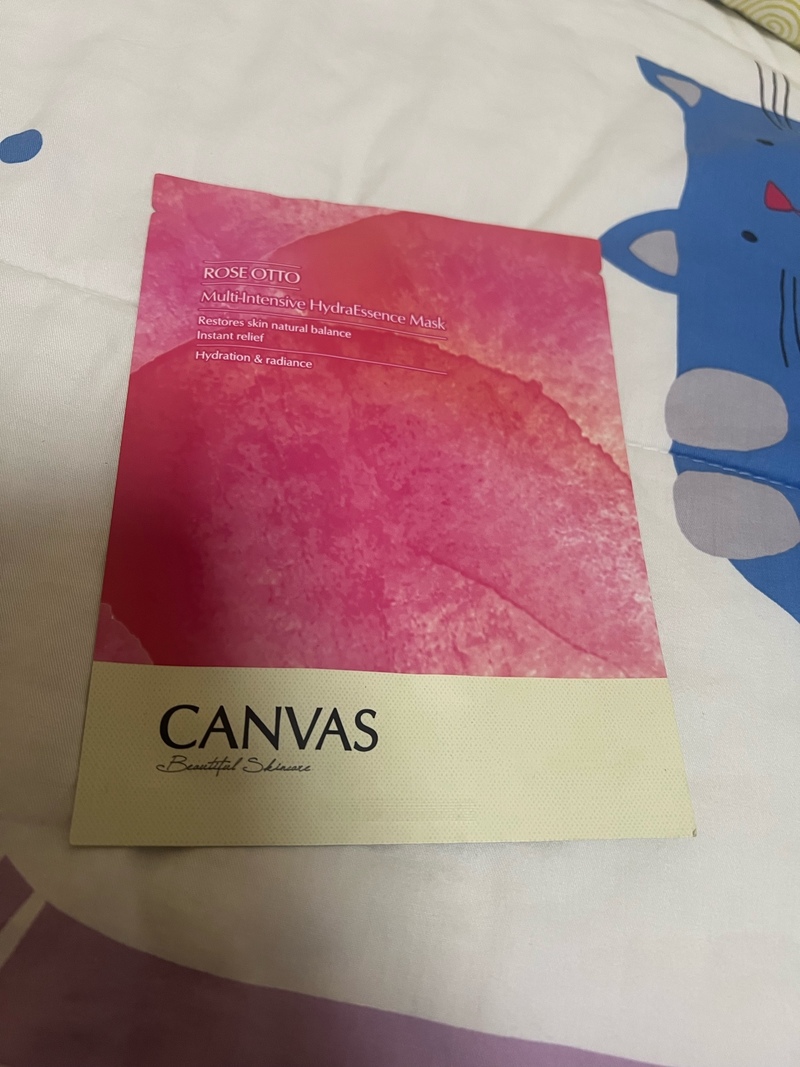 ROSE OTTO
Multi-Intensive HydraEssence Mask
Restores skin natural balance
Instant relief
Hydration & radiance
CANVAS
Beautiful Skincare